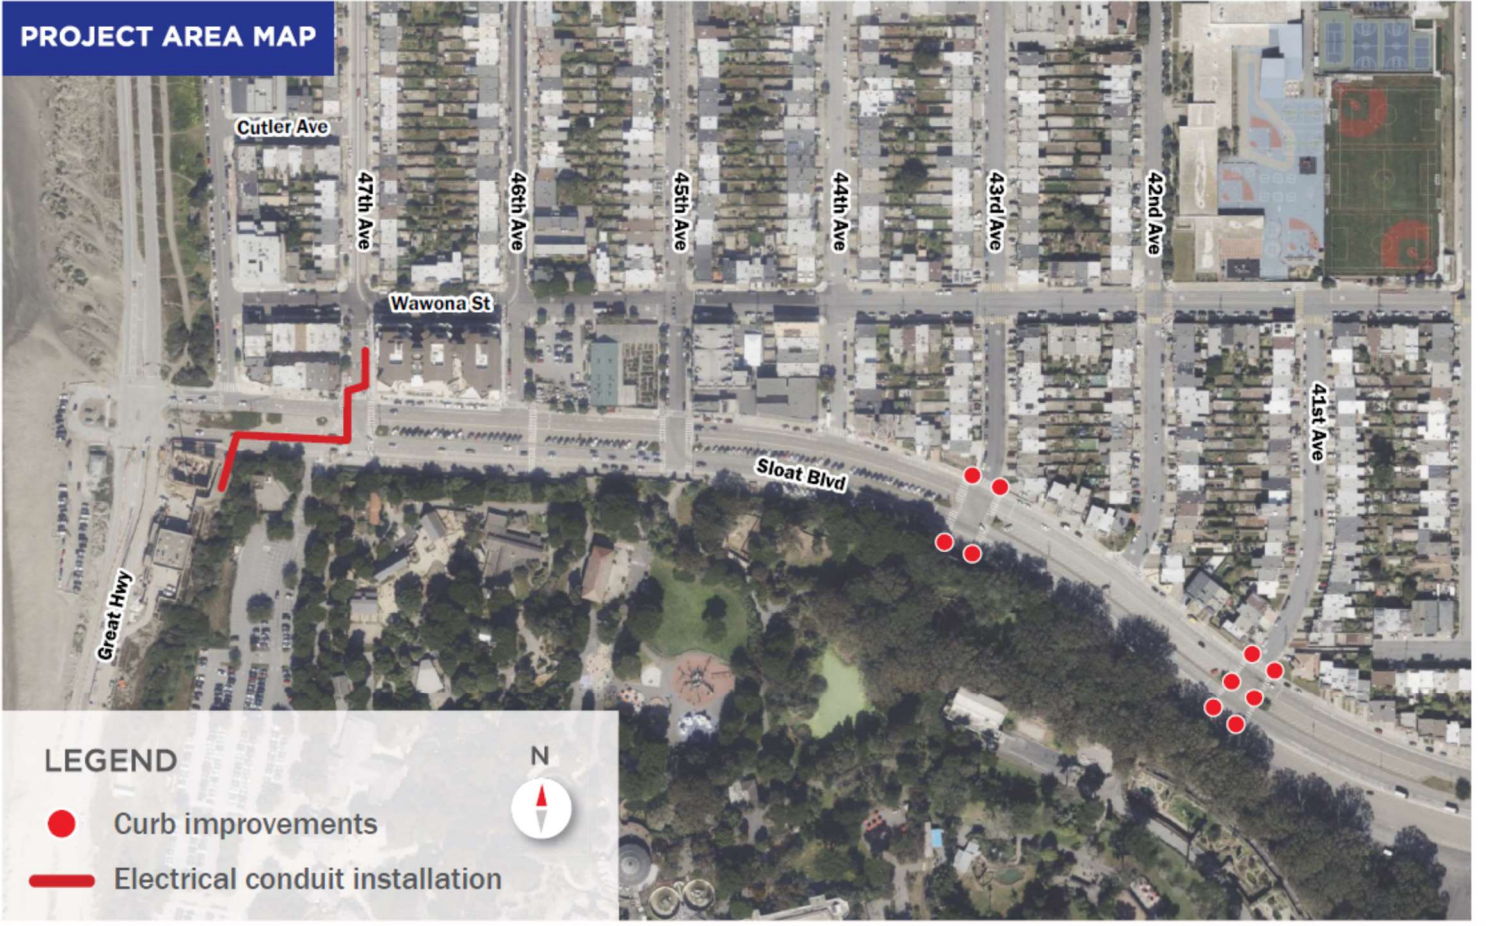 PROJECT AREA MAP
Cutler Ave
47th Ave
46th Ave
45th Ave
44th Ave
43rd Ave
42nd Ave
Wawona St
41st Ave
Sloat Blvd
Great Hwy
LEGEND
N
Curb improvements
Electrical conduit installation